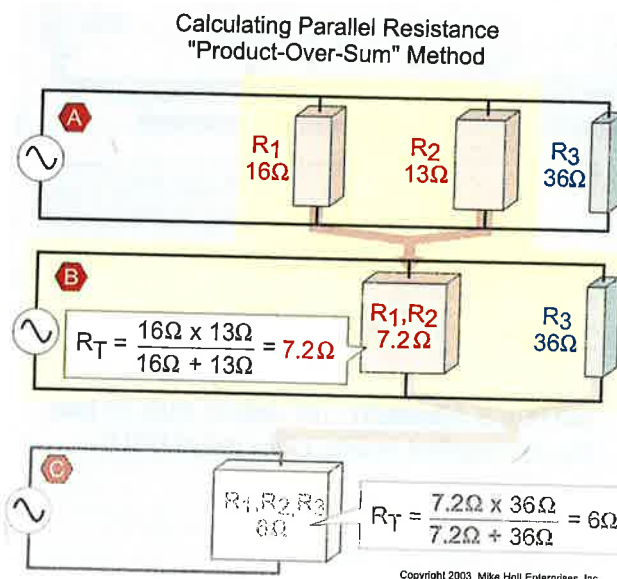 Calculating Parallel Resistance
"Product-Over-Sum" Method
A
R1
16Ω
R2
13Ω
R3
36Ω
B
RT = 16Ω x 13Ω / 16Ω + 13Ω = 7.2Ω
R1,R2
7.2Ω
R3
36Ω
C
R1,R2,R3
6Ω
RT = 7.2Ω x 36Ω / 7.2Ω + 36Ω = 6Ω
Copyright 2003 Mike Holt Enterprises, Inc.